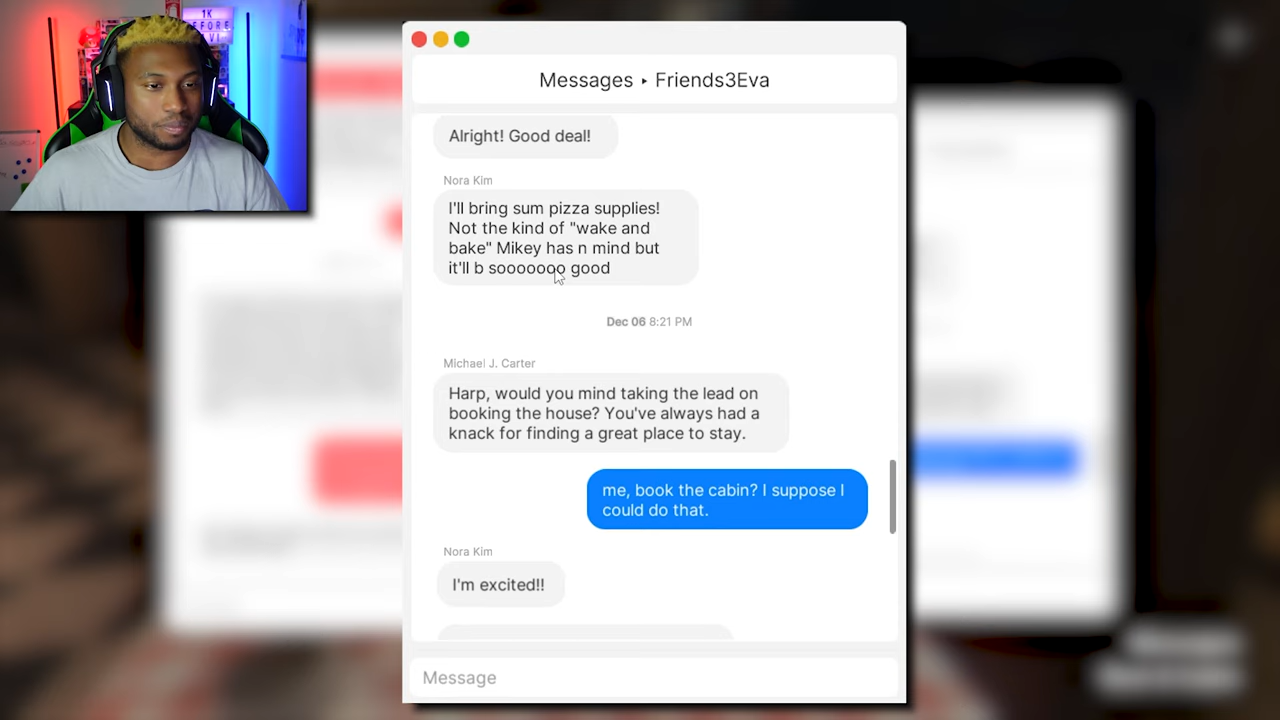 1K
BEFORE
Messages ▸ Friends3Eva
Alright! Good deal!
Nora Kim
I'll bring sum pizza supplies!
Not the kind of "wake and
bake" Mikey has n mind but
it'll b sooooooo good
Dec 06 8:21 PM
Michael J. Carter
Harp, would you mind taking the lead on
booking the house? You've always had a
knack for finding a great place to stay.
me, book the cabin? I suppose I
could do that.
Nora Kim
I'm excited!!
Message